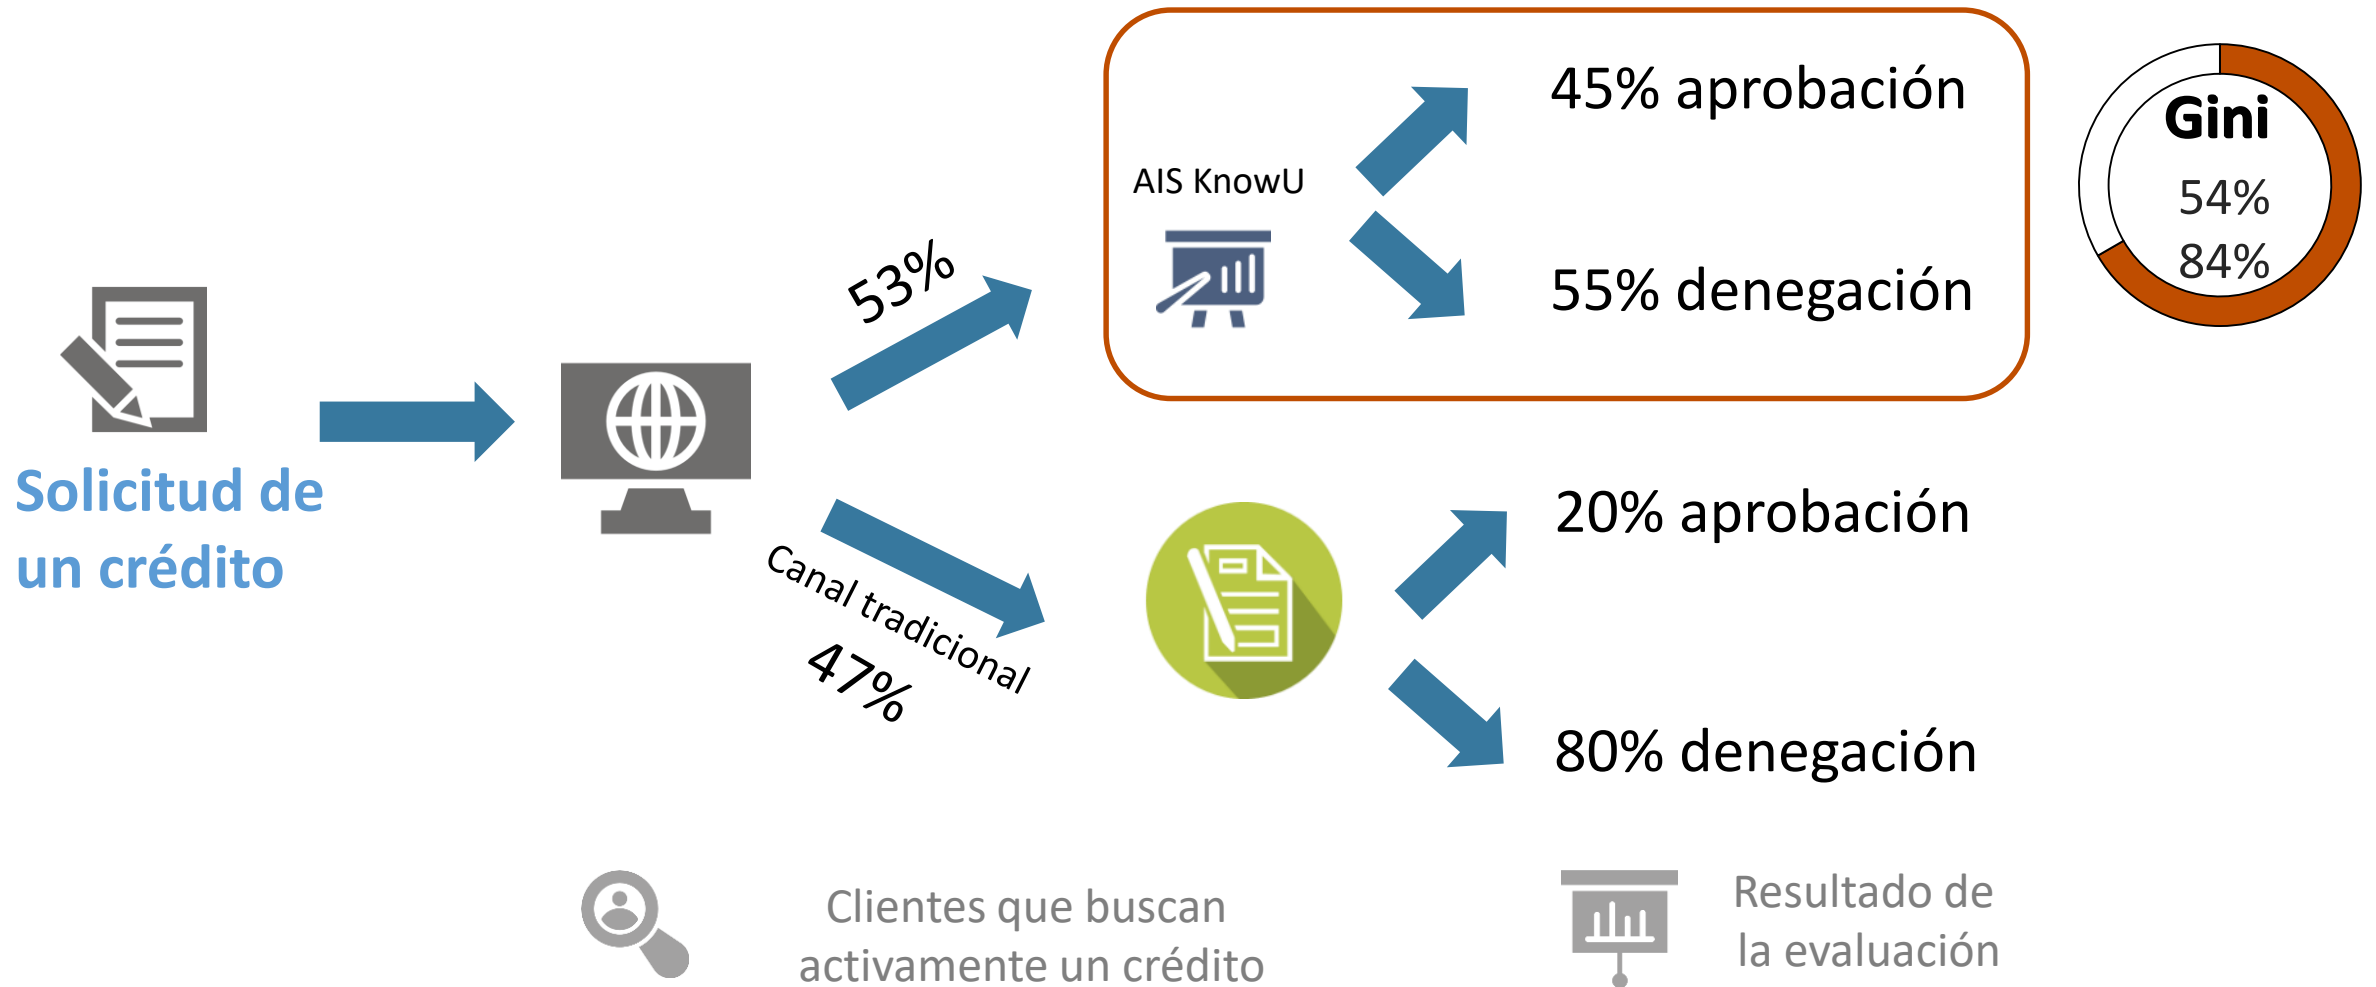 Solicitud de
un crédito
53%
Canal tradicional
47%
AIS KnowU
45% aprobación
55% denegación
Gini
54%
84%
20% aprobación
80% denegación
Clientes que buscan
activamente un crédito
Resultado de
la evaluación